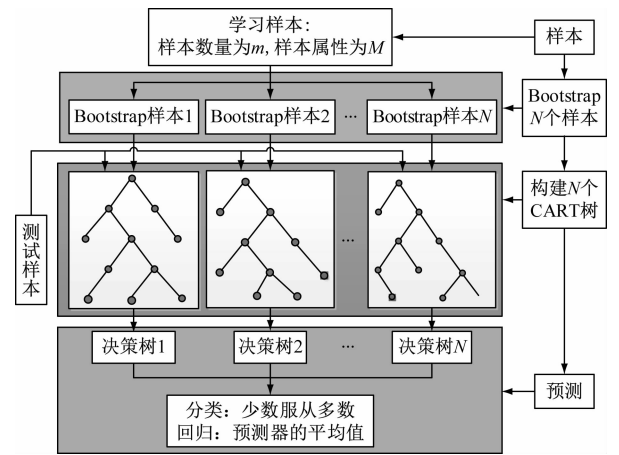 学习样本:
样本数量为m, 样本属性为M
样本
Bootstrap样本1
Bootstrap样本2
...
Bootstrap样本N
Bootstrap
N个样本
测试样本
...
构建N个
CART树
决策树1
决策树2
...
决策树N
分类：少数服从多数
回归：预测器的平均值
预测